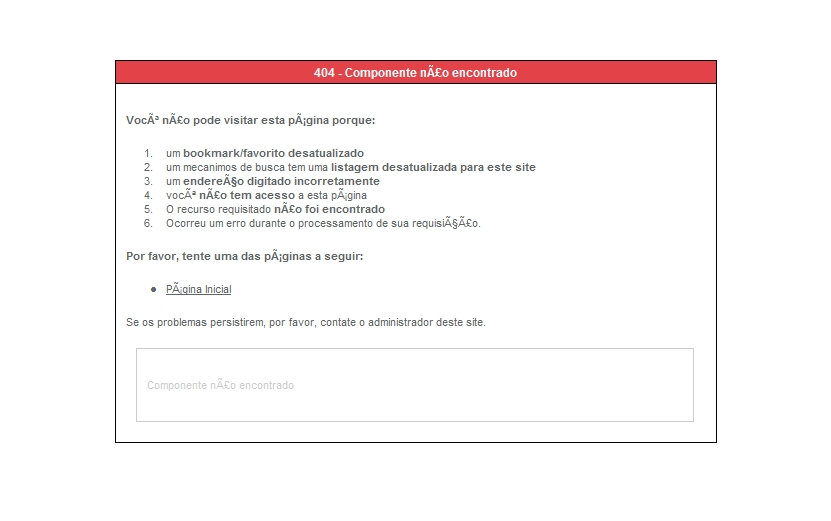 404 - Componente nÃ£o encontrado
VocÃª nÃ£o pode visitar esta pÃ¡gina porque:
1. um bookmark/favorito desatualizado
2. um mecanimos de busca tem uma listagem desatualizada para este site
3. um endereÃ§o digitado incorretamente
4. vocÃª nÃ£o tem acesso a esta pÃ¡gina
5. O recurso requisitado nÃ£o foi encontrado
6. Ocorreu um erro durante o processamento de sua requisiÃ§Ã£o.
Por favor, tente uma das pÃ¡ginas a seguir:
• PÃ¡gina Inicial
Se os problemas persistirem, por favor, contate o administrador deste site.
Componente nÃ£o encontrado